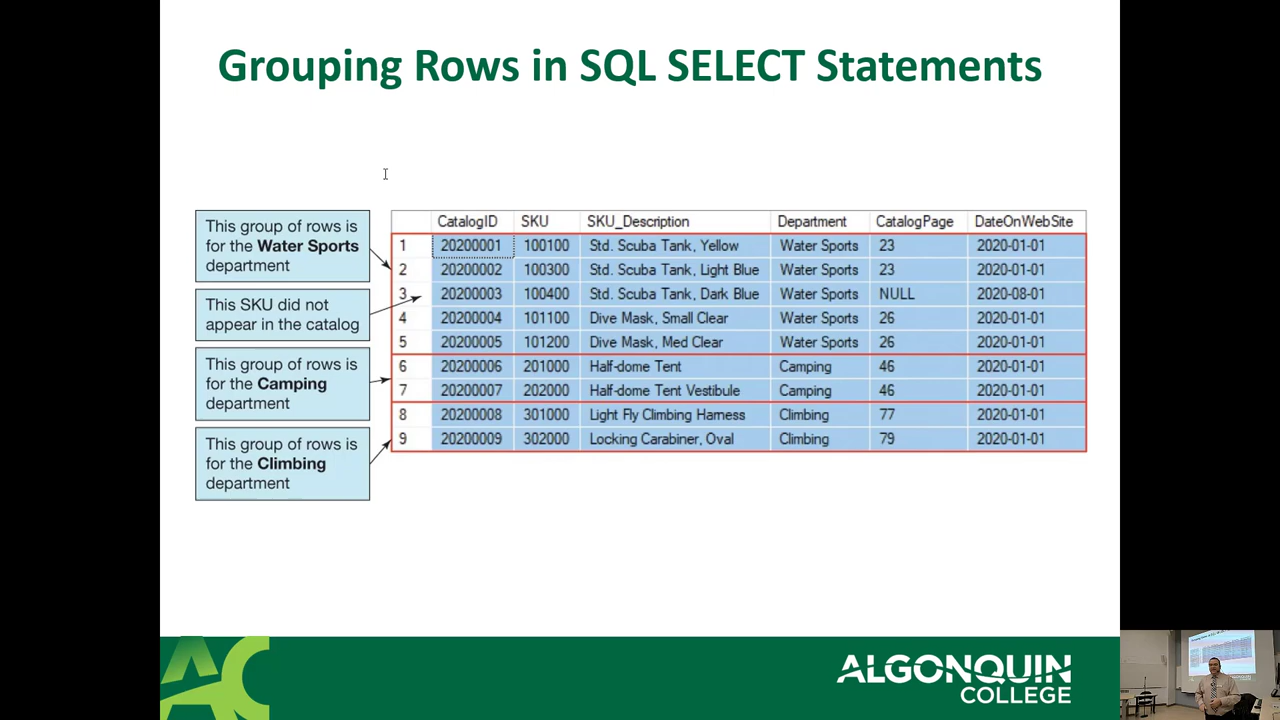 Grouping Rows in SQL SELECT Statements
This group of rows is
for the Water Sports
department
This SKU did not
appear in the catalog
This group of rows is
for the Camping
department
This group of rows is
for the Climbing
department
CatalogID SKU SKU_Description Department CatalogPage DateOnWebSite
1 20200001 100100 Std. Scuba Tank, Yellow Water Sports 23 2020-01-01
2 20200002 100300 Std. Scuba Tank, Light Blue Water Sports 23 2020-01-01
3 20200003 100400 Std. Scuba Tank, Dark Blue Water Sports NULL 2020-08-01
4 20200004 101100 Dive Mask, Small Clear Water Sports 26 2020-01-01
5 20200005 101200 Dive Mask, Med Clear Water Sports 26 2020-01-01
6 20200006 201000 Half-dome Tent Camping 46 2020-01-01
7 20200007 202000 Half-dome Tent Vestibule Camping 46 2020-01-01
8 20200008 301000 Light Fly Climbing Harness Climbing 77 2020-01-01
9 20200009 302000 Locking Carabiner, Oval Climbing 79 2020-01-01
AC
ALGONQUIN
COLLEGE